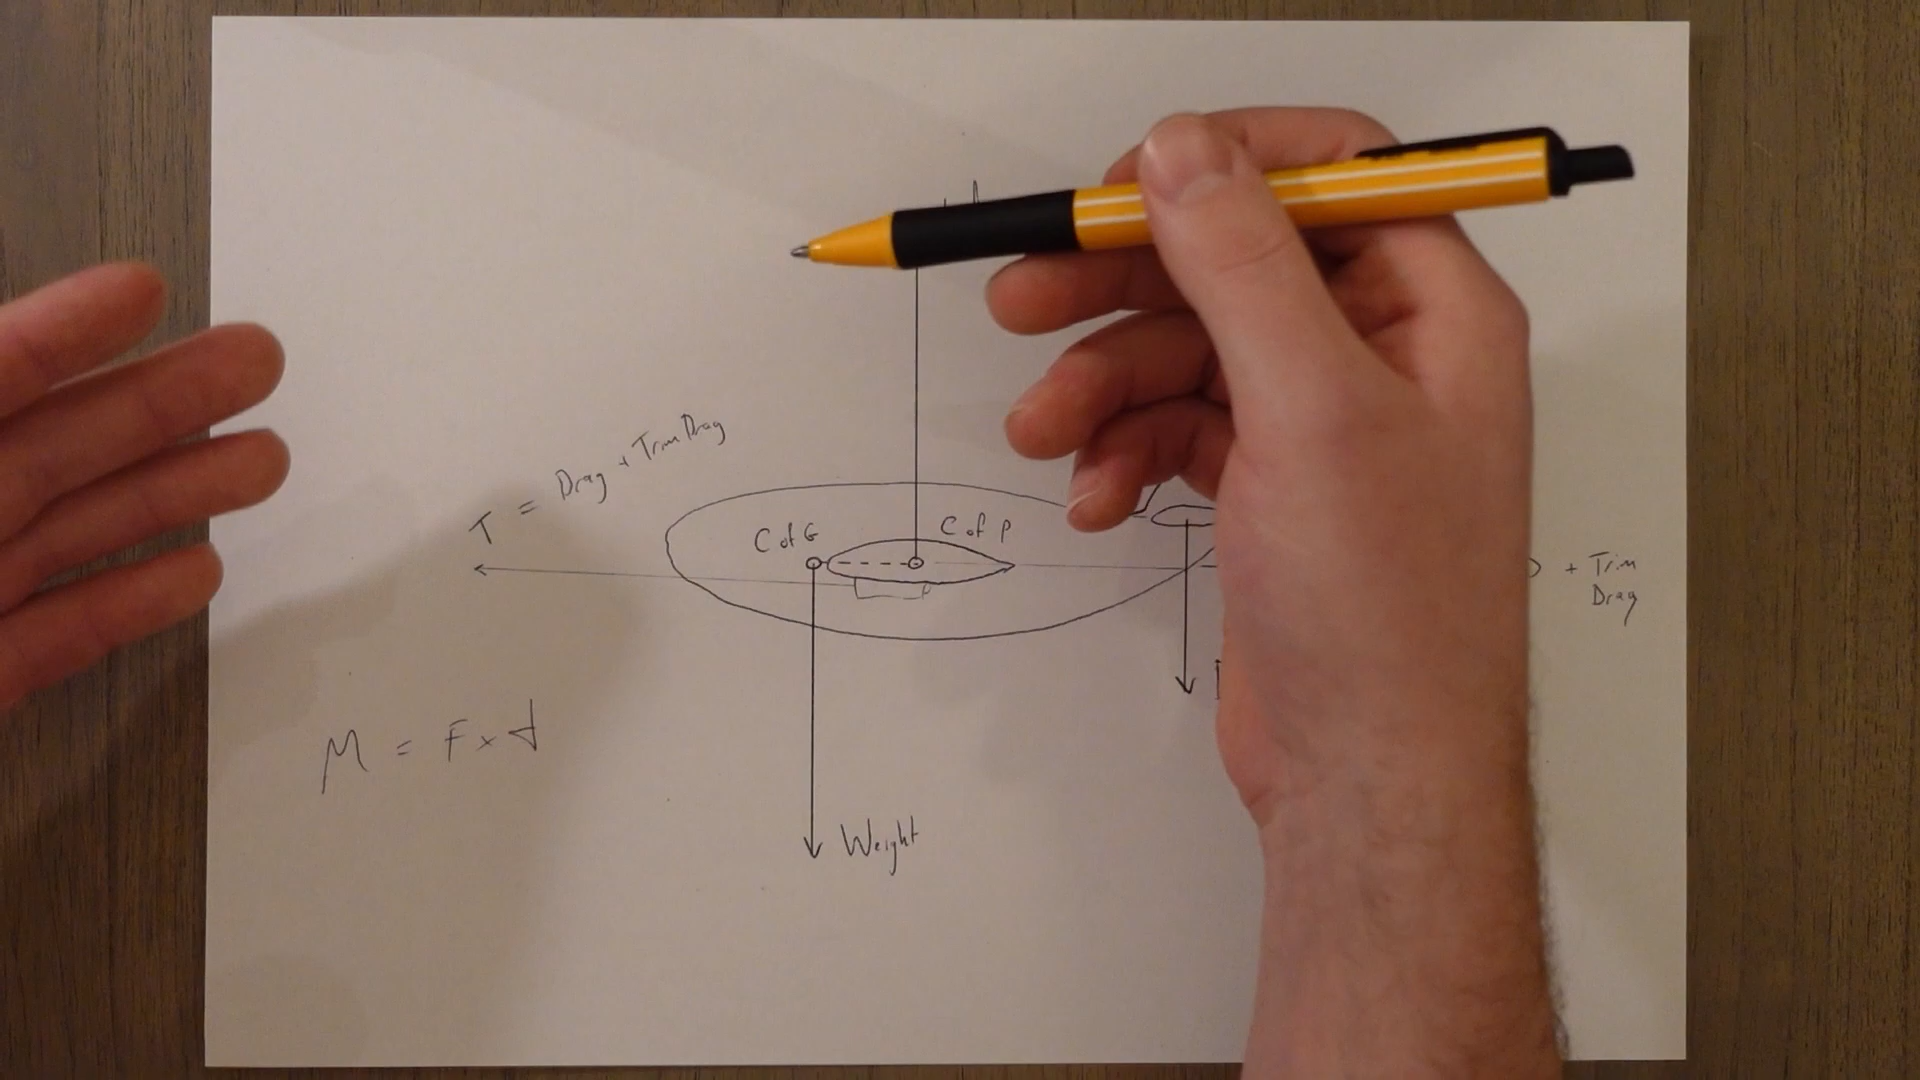 T = Drag + Trim Drag
C of G
C of P
+ Trim
Drag
M = F x d
Weight